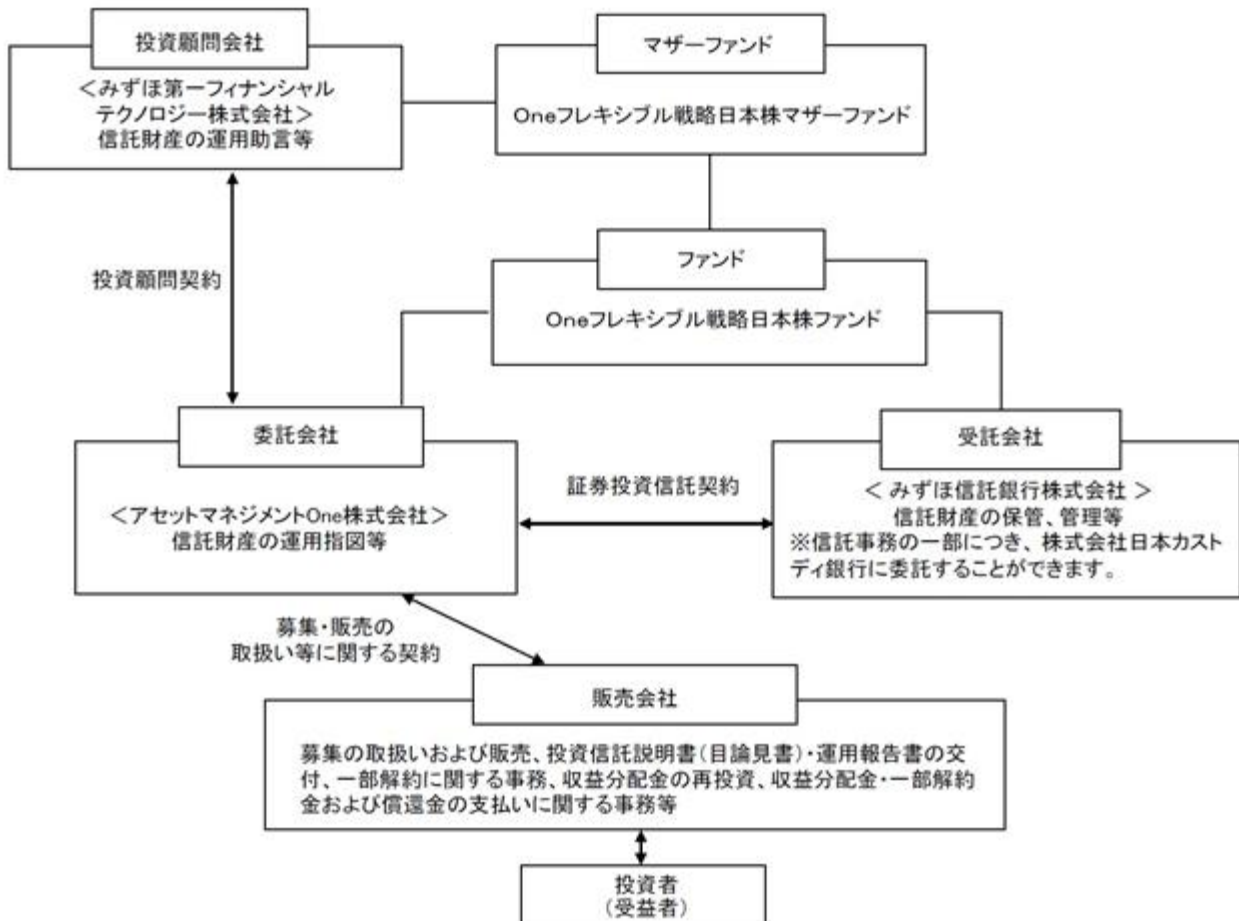 投資顧問会社
<みずほ第一フィナンシャル
テクノロジー株式会社>
信託財産の運用助言等
マザーファンド
Oneフレキシブル戦略日本株マザーファンド
投資顧問契約
ファンド
Oneフレキシブル戦略日本株ファンド
委託会社
<アセットマネジメントOne株式会社>
信託財産の運用指図等
証券投資信託契約
受託会社
< みずほ信託銀行株式会社 >
信託財産の保管、管理等
※信託事務の一部につき、株式会社日本カスト
ディ銀行に委託することができます。
募集・販売の
取扱い等に関する契約
販売会社
募集の取扱いおよび販売、投資信託説明書(目論見書)・運用報告書の交
付、一部解約に関する事務、収益分配金の再投資、収益分配金・一部解約
金および償還金の支払いに関する事務等
投資者
(受益者)